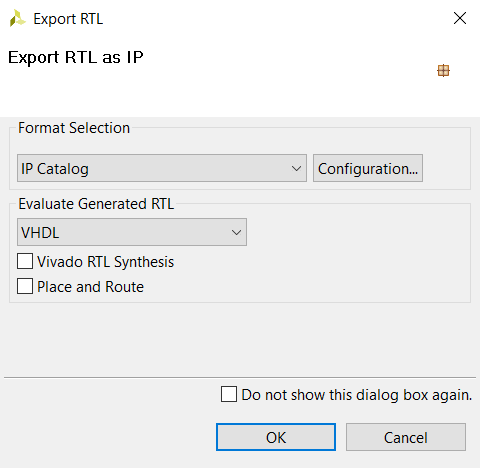 Export RTL
Export RTL as IP
Format Selection
IP Catalog Configuration...
Evaluate Generated RTL
VHDL
Vivado RTL Synthesis
Place and Route
Do not show this dialog box again.
OK Cancel